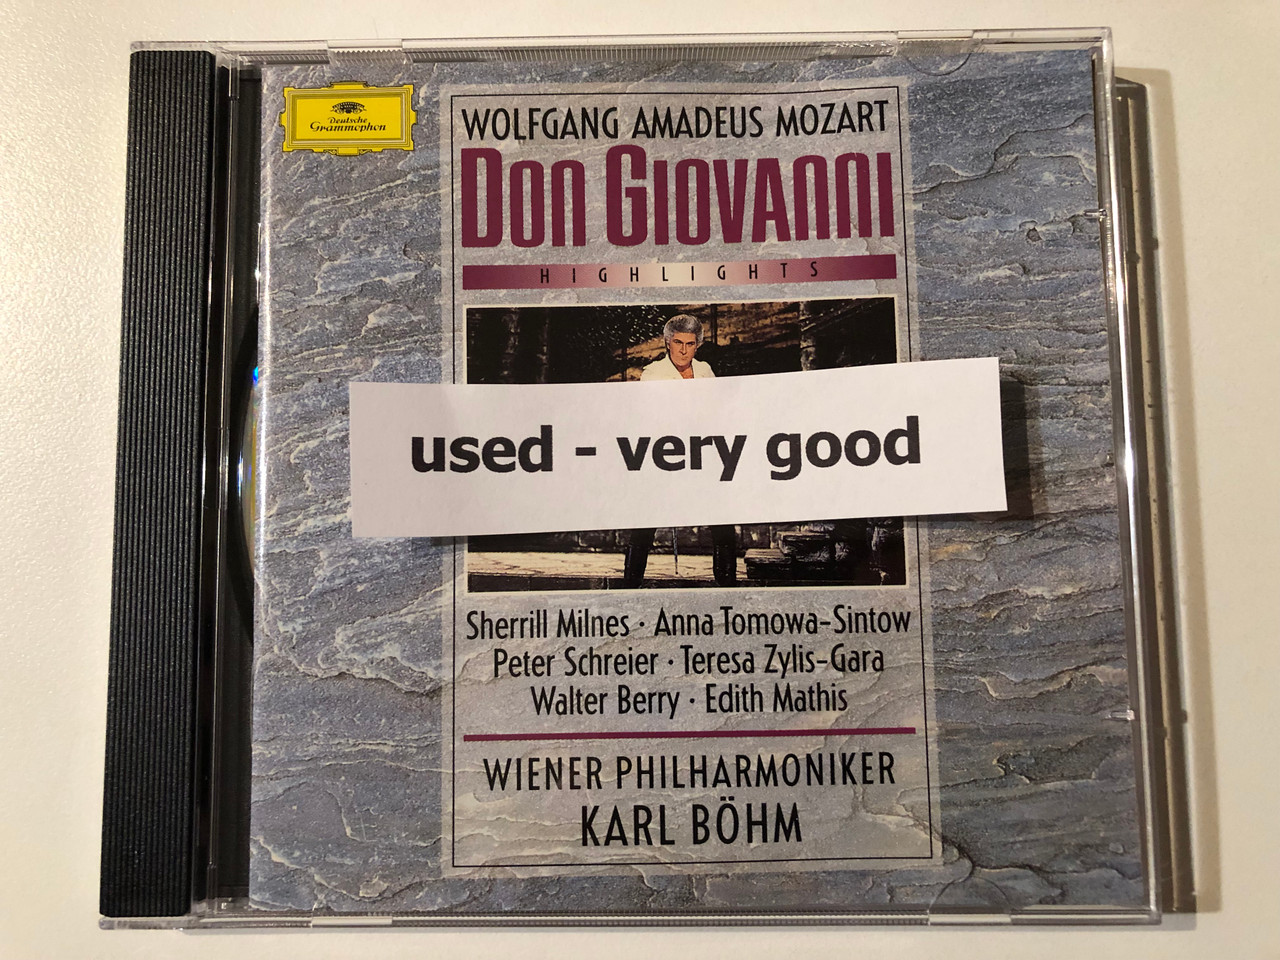 Deutsche
Grammophon
WOLFGANG AMADEUS MOZART
DON GIOVANNI
HIGHLIGHTS
used - very good
Sherrill Milnes · Anna Tomowa-Sintow
Peter Schreier · Teresa Zylis-Gara
Walter Berry · Edith Mathis
WIENER PHILHARMONIKER
KARL BÖHM